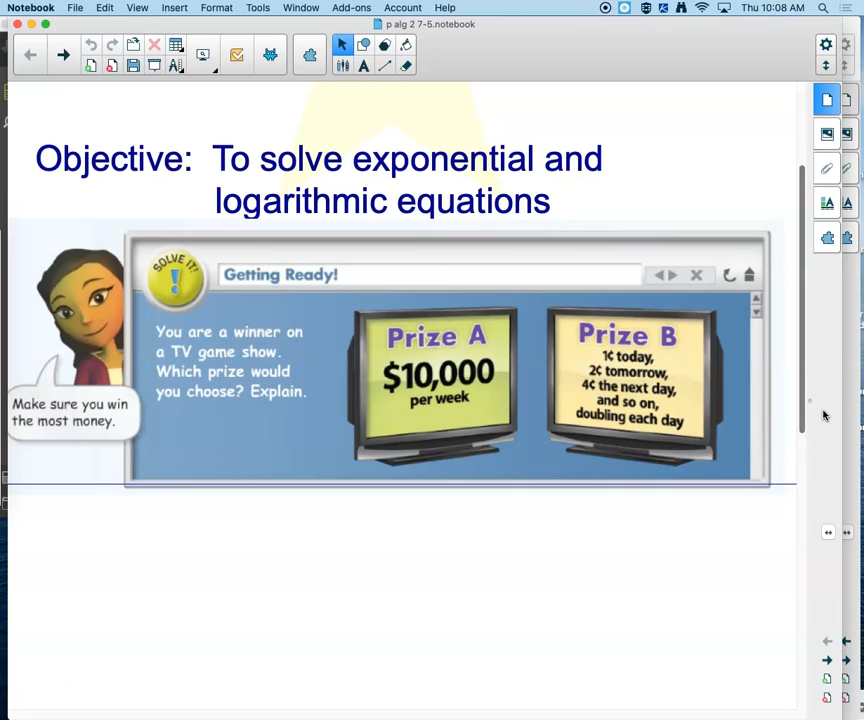 Notebook File Edit View Insert Format Tools Window Add-ons Account Help Thu 10:08 AM
p alg 2 7-5.notebook
Objective: To solve exponential and
logarithmic equations
SOLVE IT!
Getting Ready!
You are a winner on
a TV game show.
Which prize would
you choose? Explain.
Prize A
$10,000
per week
Prize B
1¢ today,
2¢ tomorrow,
4¢ the next day,
and so on,
doubling each day
Make sure you win
the most money.